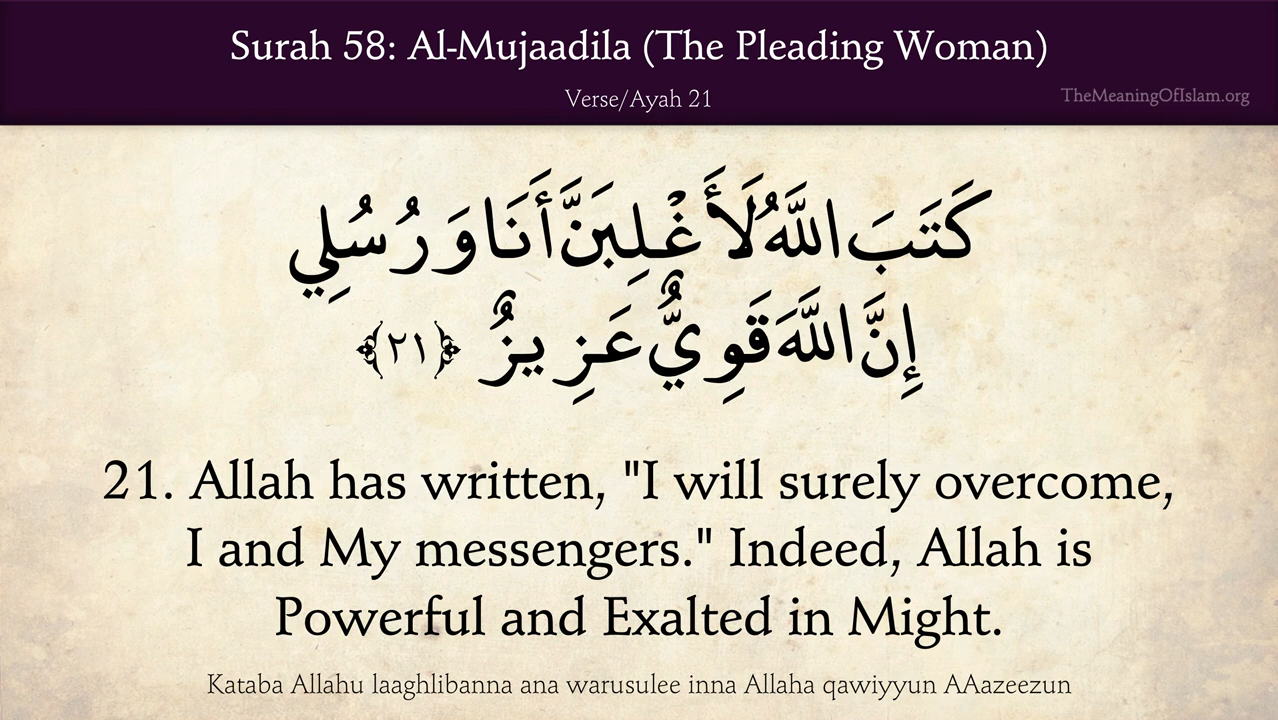 Surah 58: Al-Mujaadila (The Pleading Woman)
Verse/Ayah 21
TheMeaningOfIslam.org
كَتَبَ اللَّهُ لَأَغْلِبَنَّ أَنَا وَرُسُلِي
إِنَّ اللَّهَ قَوِيٌّ عَزِيزٌ ﴿٢١﴾
21. Allah has written, "I will surely overcome,
I and My messengers." Indeed, Allah is
Powerful and Exalted in Might.
Kataba Allahu laaghlibanna ana warusulee inna Allaha qawiyyun AAazeezun